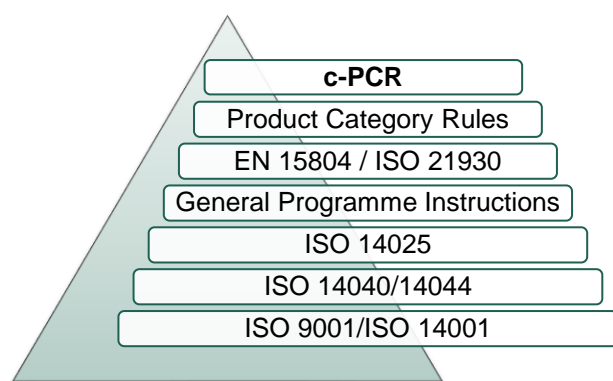 c-PCR
Product Category Rules
EN 15804 / ISO 21930
General Programme Instructions
ISO 14025
ISO 14040/14044
ISO 9001/ISO 14001